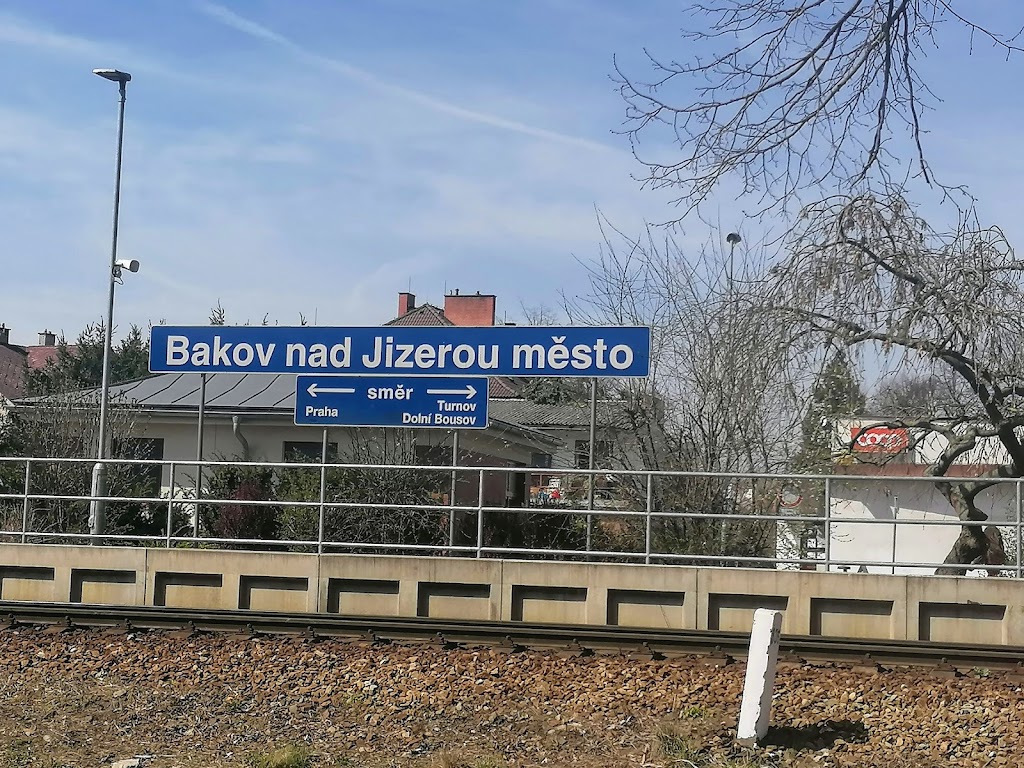 Bakov nad Jizerou město
← směr →
Praha Turnov
Dolní Bousov
coop